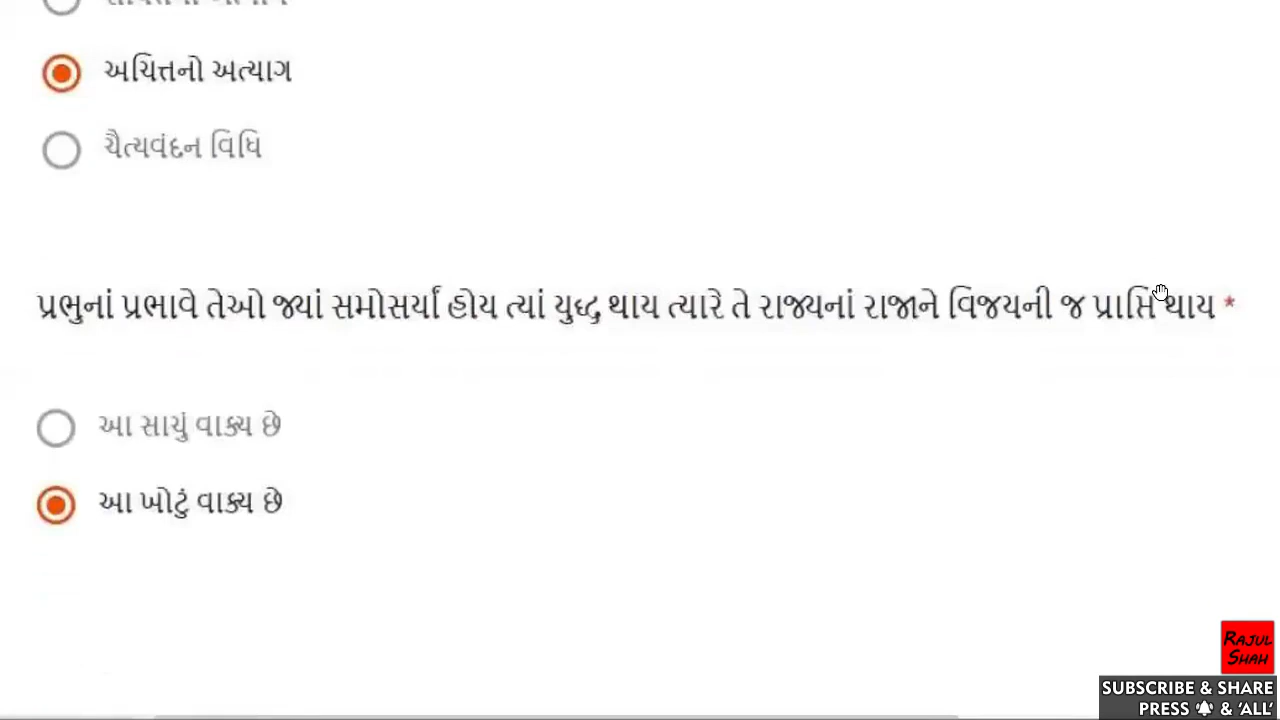 અચિત્તનો અત્યાગ
ચૈત્યવંદન વિધિ
પ્રભુનાં પ્રભાવે તેઓ જ્યાં સમોસર્યાં હોય ત્યાં યુદ્ધ થાય ત્યારે તે રાજ્યનાં રાજાને વિજયની જ પ્રાપ્તિ થાય *
આ સાચું વાક્ય છે
આ ખોટું વાક્ય છે
RAJUL
SHAH
SUBSCRIBE & SHARE
PRESS & 'ALL'